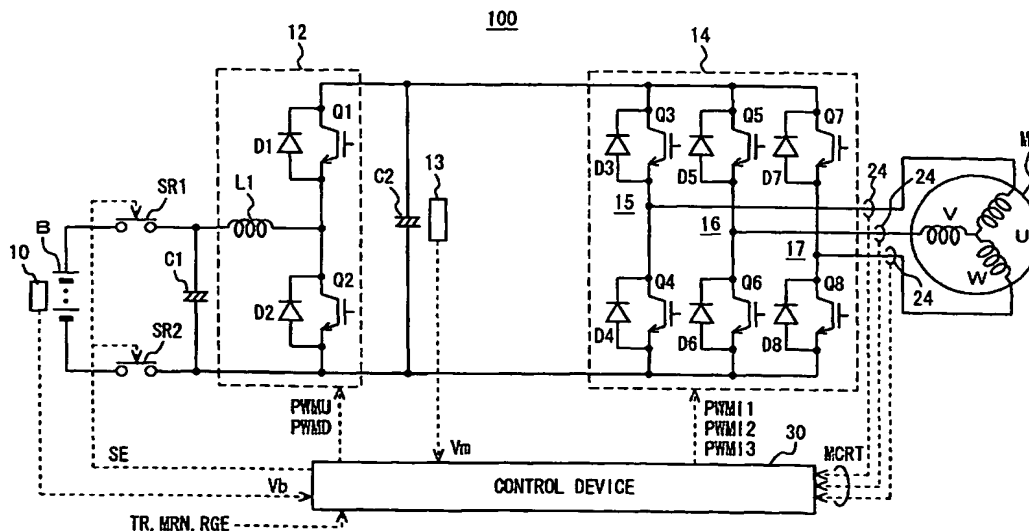 100
12
14
Q1
D1
Q3
Q5
Q7
D3
D5
D7
M
24
24
L1
SR1
C2
13
15
16
17
V
U
W
24
B
10
C1
Q2
D2
SR2
Q4
Q6
Q8
D4
D6
D8
PWMU
PWMD
PWMI1
PWMI2
PWMI3
30
MCRT
SE
Vm
Vb
CONTROL DEVICE
TR, MRN, RGE